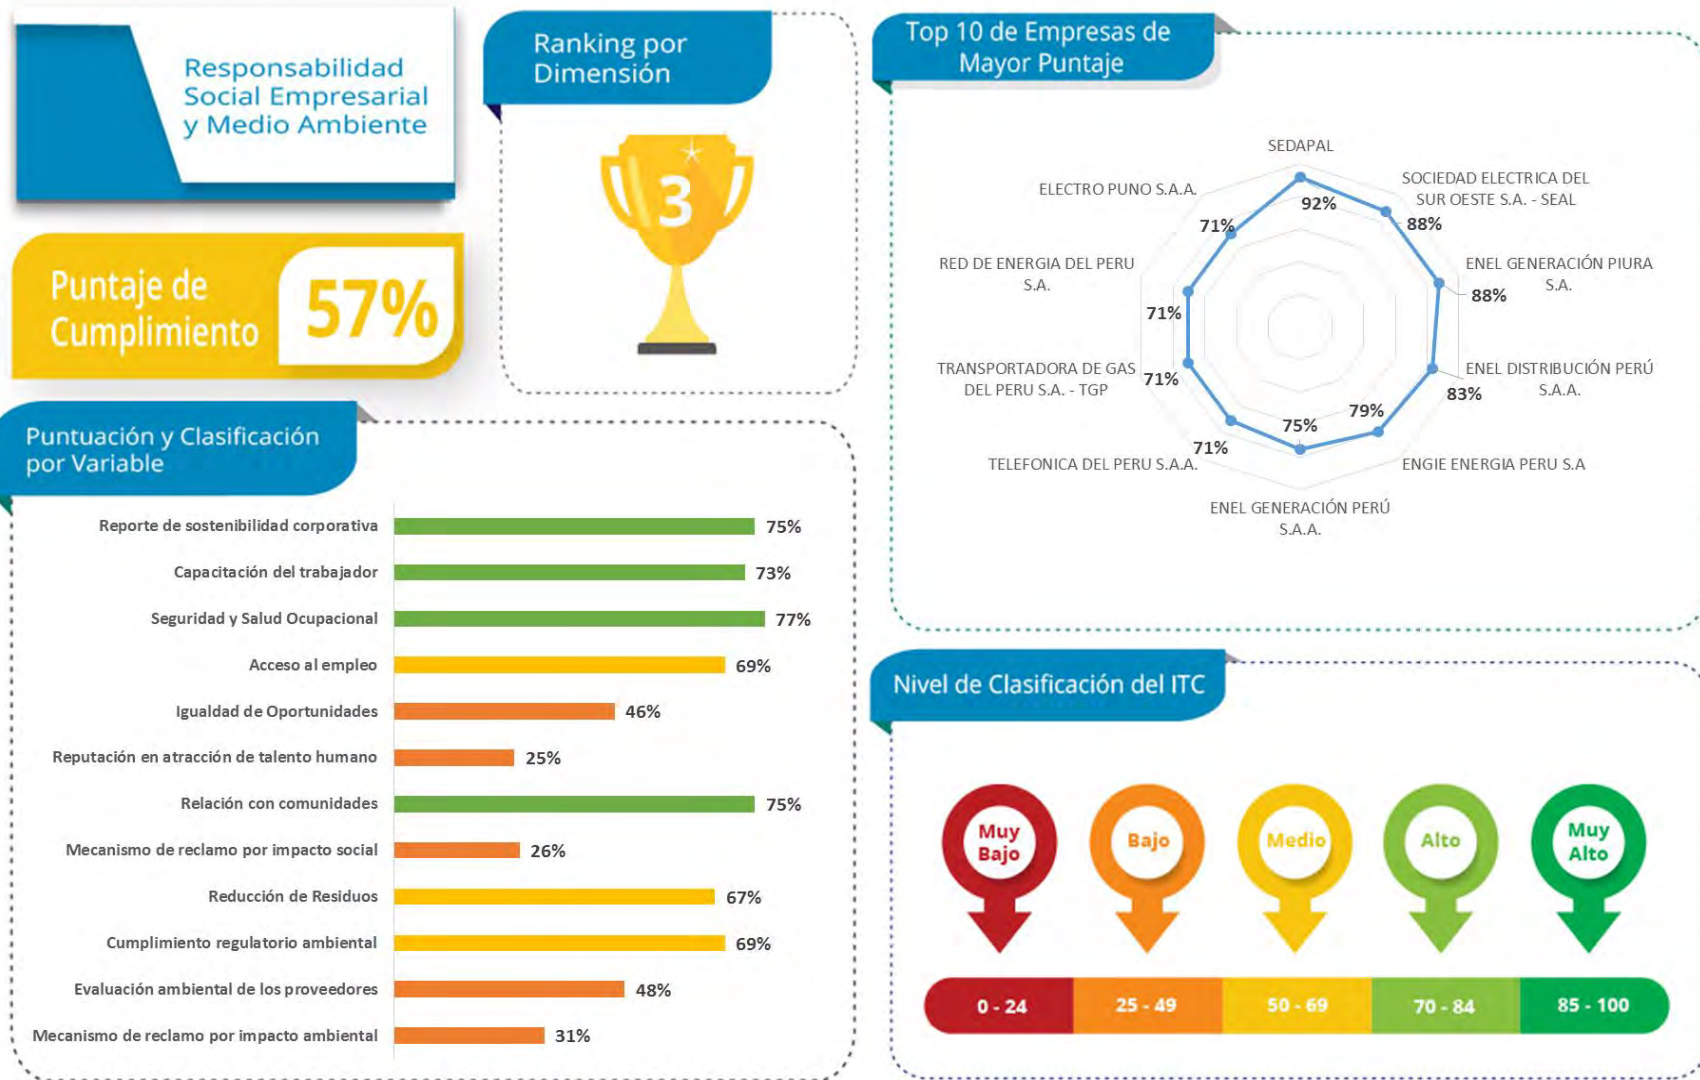 Responsabilidad
Social Empresarial
y Medio Ambiente
Puntaje de
Cumplimiento
57%
Ranking por
Dimensión
3
Puntuación y Clasificación
por Variable
Reporte de sostenibilidad corporativa
75%
Capacitación del trabajador
73%
Seguridad y Salud Ocupacional
77%
Acceso al empleo
69%
Igualdad de Oportunidades
46%
Reputación en atracción de talento humano
25%
Relación con comunidades
75%
Mecanismo de reclamo por impacto social
26%
Reducción de Residuos
67%
Cumplimiento regulatorio ambiental
69%
Evaluación ambiental de los proveedores
48%
Mecanismo de reclamo por impacto ambiental
31%
Top 10 de Empresas de
Mayor Puntaje
SEDAPAL
92%
SOCIEDAD ELECTRICA DEL
SUR OESTE S.A. - SEAL
88%
ENEL GENERACIÓN PIURA
S.A.
88%
ENEL DISTRIBUCIÓN PERÚ
S.A.A.
83%
ENGIE ENERGIA PERU S.A
79%
ENEL GENERACIÓN PERÚ
S.A.A.
75%
TELEFONICA DEL PERU S.A.A.
71%
TRANSPORTADORA DE GAS
DEL PERU S.A. - TGP
71%
RED DE ENERGIA DEL PERU
S.A.
71%
ELECTRO PUNO S.A.A.
71%
Nivel de Clasificación del ITC
Muy
Bajo
Bajo
Medio
Alto
Muy
Alto
0 - 24
25 - 49
50 - 69
70 - 84
85 - 100